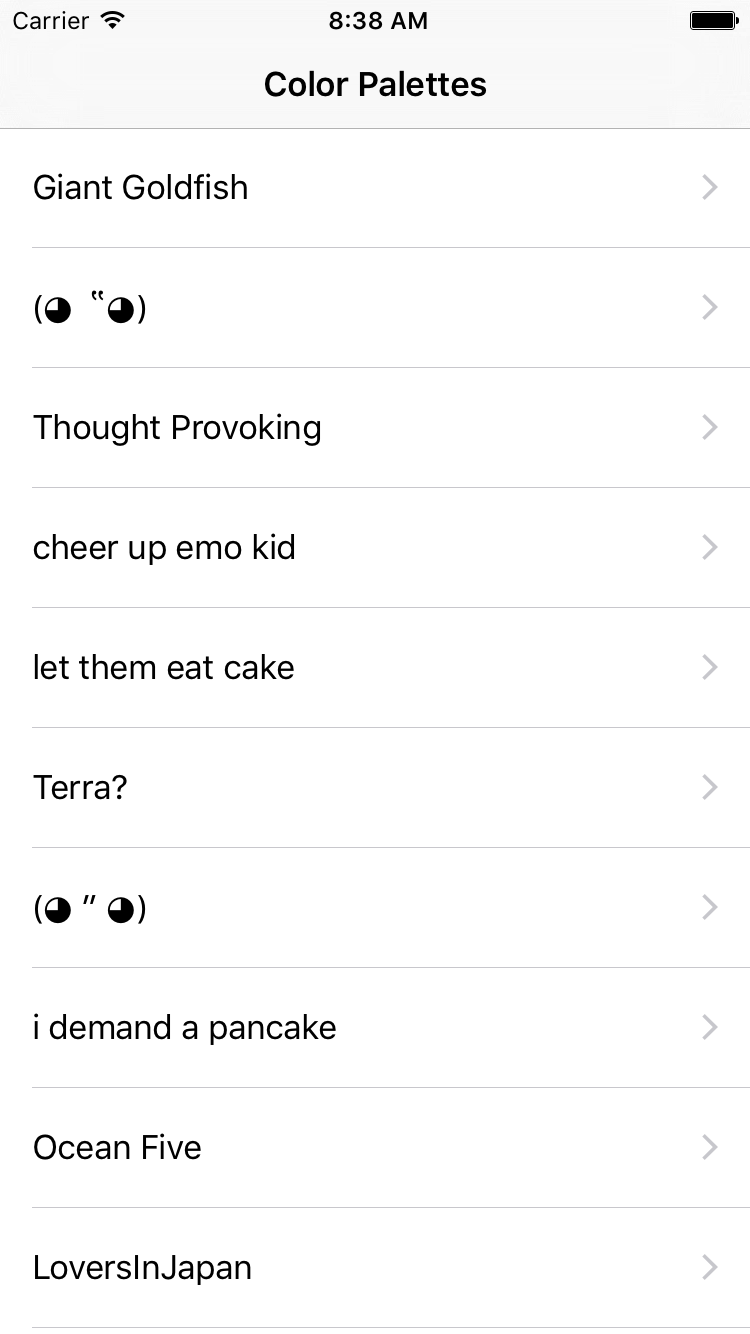 Carrier
8:38 AM
Color Palettes
Giant Goldfish
(◕ ‟◕)
Thought Provoking
cheer up emo kid
let them eat cake
Terra?
(◕ ″ ◕)
i demand a pancake
Ocean Five
LoversInJapan